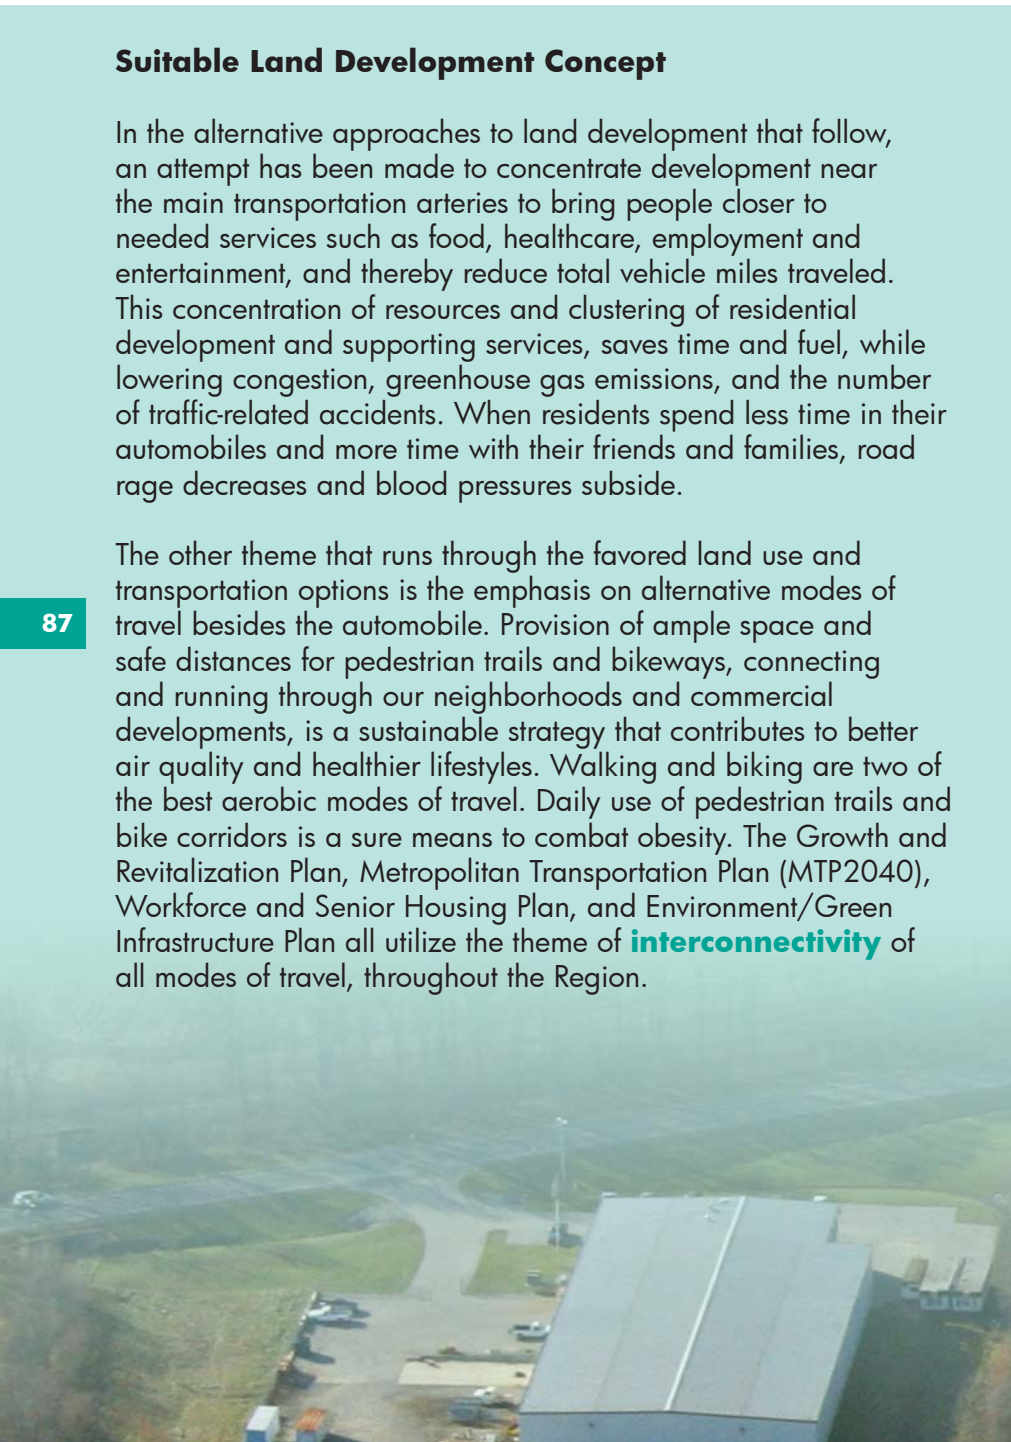 Suitable Land Development Concept
In the alternative approaches to land development that follow,
an attempt has been made to concentrate development near
the main transportation arteries to bring people closer to
needed services such as food, healthcare, employment and
entertainment, and thereby reduce total vehicle miles traveled.
This concentration of resources and clustering of residential
development and supporting services, saves time and fuel, while
lowering congestion, greenhouse gas emissions, and the number
of traffic-related accidents. When residents spend less time in their
automobiles and more time with their friends and families, road
rage decreases and blood pressures subside.
The other theme that runs through the favored land use and
transportation options is the emphasis on alternative modes of
travel besides the automobile. Provision of ample space and
safe distances for pedestrian trails and bikeways, connecting
and running through our neighborhoods and commercial
developments, is a sustainable strategy that contributes to better
air quality and healthier lifestyles. Walking and biking are two of
the best aerobic modes of travel. Daily use of pedestrian trails and
bike corridors is a sure means to combat obesity. The Growth and
Revitalization Plan, Metropolitan Transportation Plan (MTP2040),
Workforce and Senior Housing Plan, and Environment/Green
Infrastructure Plan all utilize the theme of interconnectivity of
all modes of travel, throughout the Region.
87